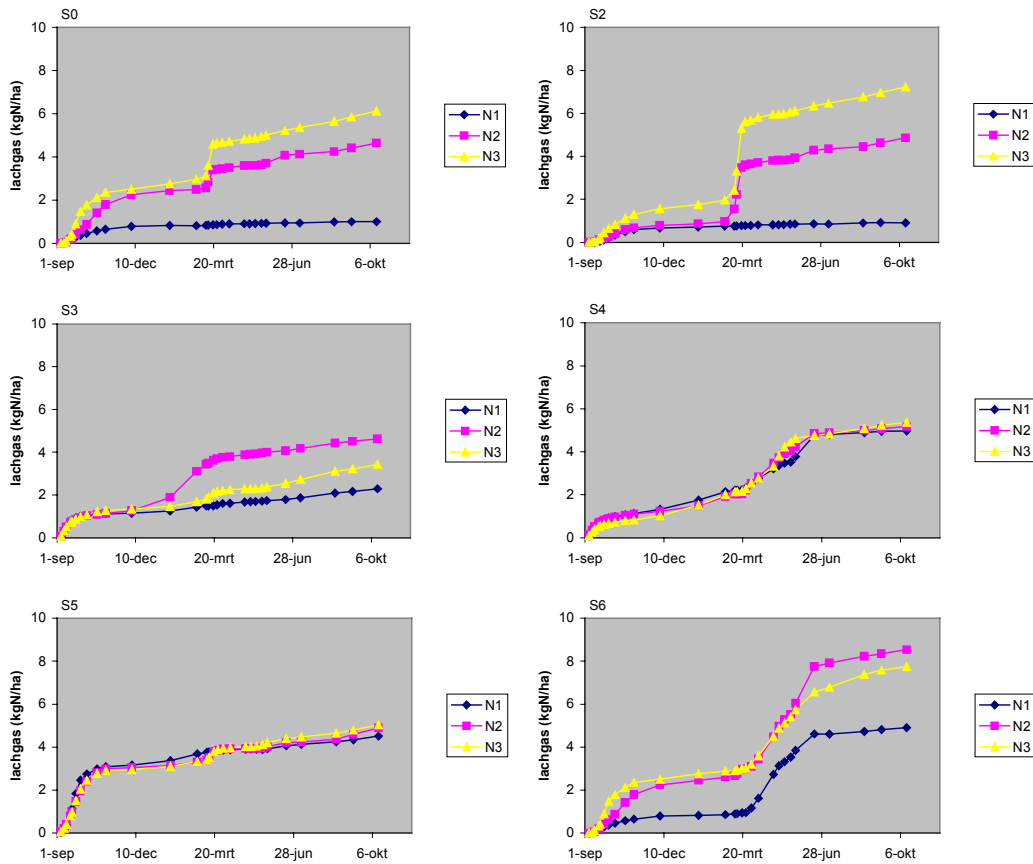 S0
lachgas (kgN/ha)
10
8
6
4
2
0
1-sep 10-dec 20-mrt 28-jun 6-okt
N1
N2
N3
S2
lachgas (kgN/ha)
10
8
6
4
2
0
1-sep 10-dec 20-mrt 28-jun 6-okt
N1
N2
N3
S3
lachgas (kgN/ha)
10
8
6
4
2
0
1-sep 10-dec 20-mrt 28-jun 6-okt
N1
N2
N3
S4
lachgas (kgN/ha)
10
8
6
4
2
0
1-sep 10-dec 20-mrt 28-jun 6-okt
N1
N2
N3
S5
lachgas (kgN/ha)
10
8
6
4
2
0
1-sep 10-dec 20-mrt 28-jun 6-okt
N1
N2
N3
S6
lachgas (kgN/ha)
10
8
6
4
2
0
1-sep 10-dec 20-mrt 28-jun 6-okt
N1
N2
N3